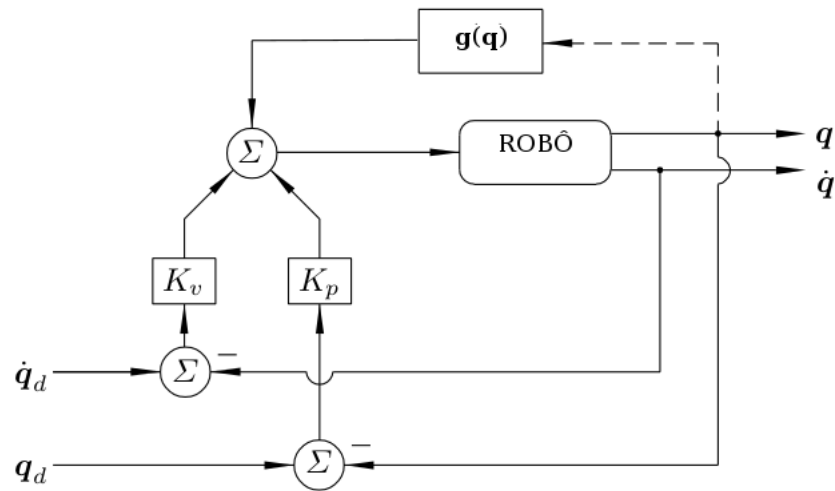 g(q)
Σ
ROBÔ
q
q̇
K_v
K_p
q̇_d
Σ
−
q_d
Σ
−